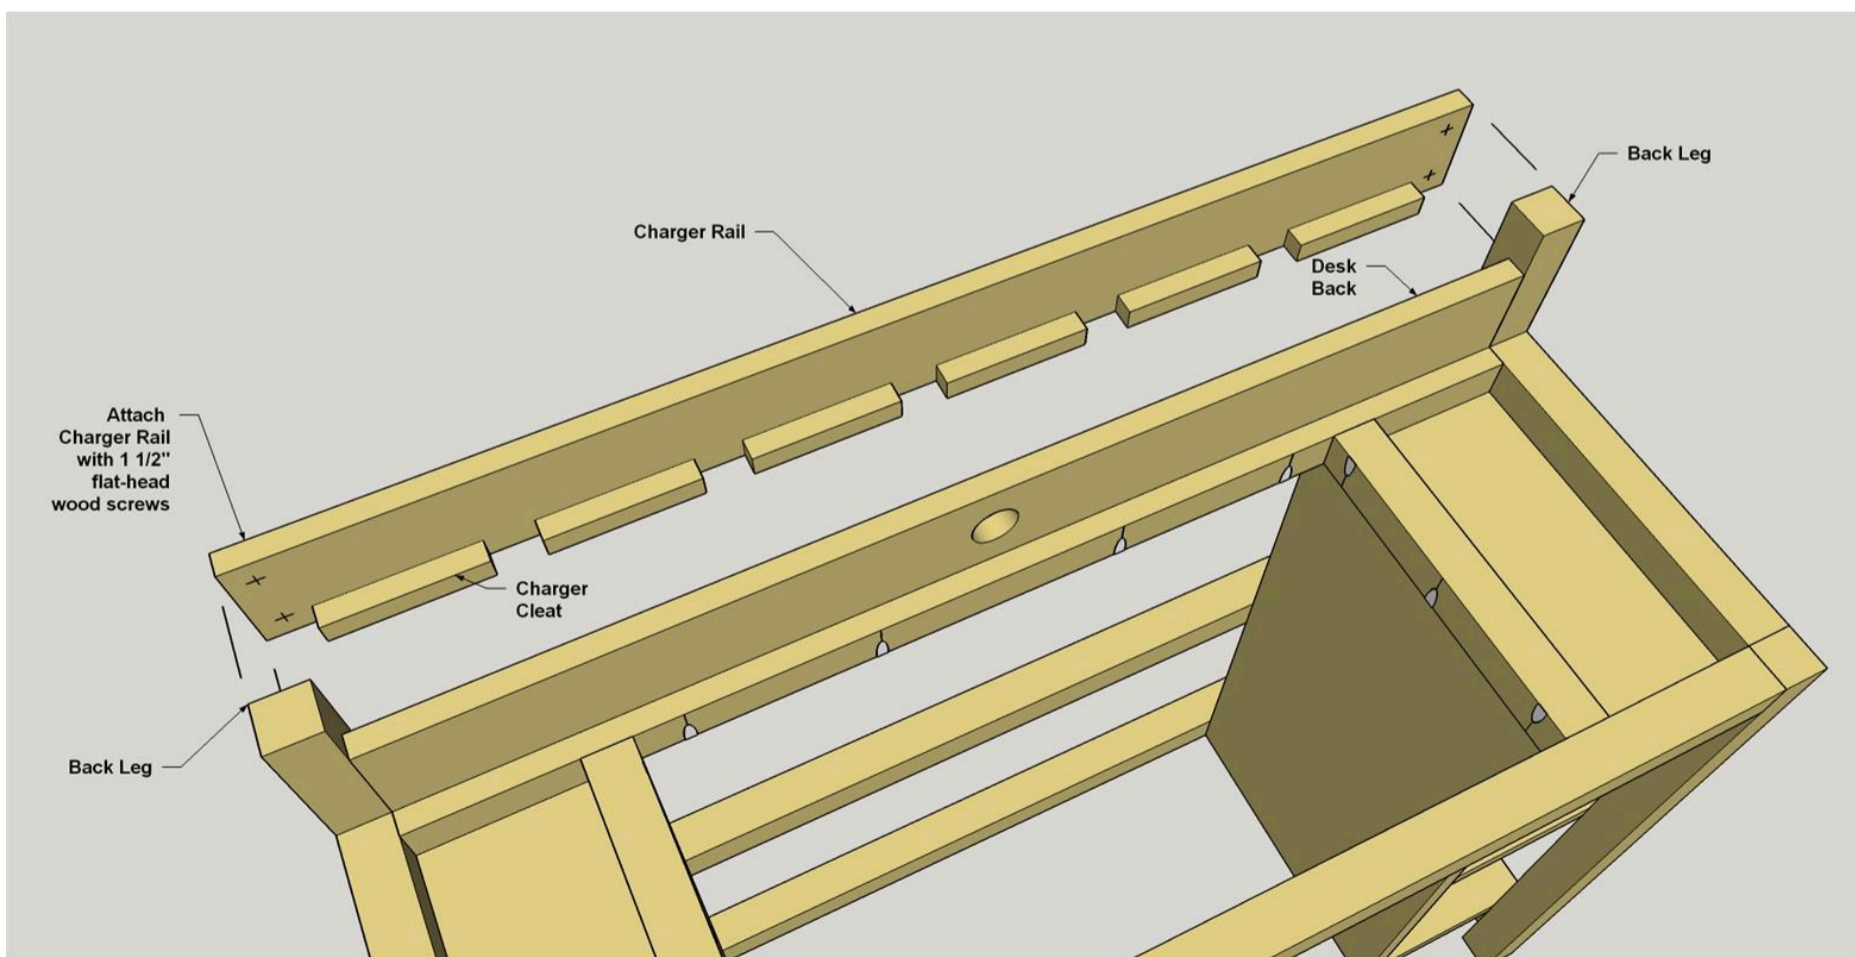 Back Leg
Charger Rail
Desk
Back
Attach
Charger Rail
with 1 1/2"
flat-head
wood screws
Charger
Cleat
Back Leg